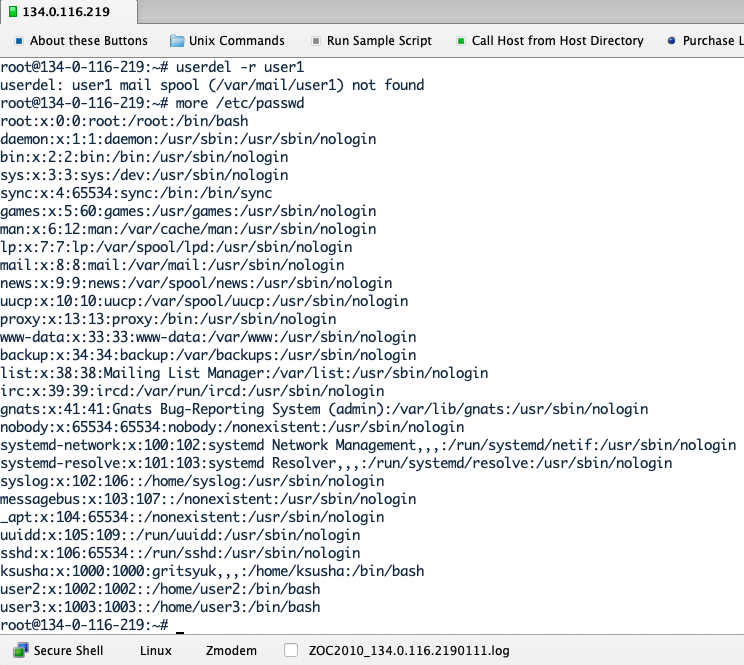 134.0.116.219
About these Buttons Unix Commands Run Sample Script Call Host from Host Directory Purchase L
root@134-0-116-219:~# userdel -r user1
userdel: user1 mail spool (/var/mail/user1) not found
root@134-0-116-219:~# more /etc/passwd
root:x:0:0:root:/root:/bin/bash
daemon:x:1:1:daemon:/usr/sbin:/usr/sbin/nologin
bin:x:2:2:bin:/bin:/usr/sbin/nologin
sys:x:3:3:sys:/dev:/usr/sbin/nologin
sync:x:4:65534:sync:/bin:/bin/sync
games:x:5:60:games:/usr/games:/usr/sbin/nologin
man:x:6:12:man:/var/cache/man:/usr/sbin/nologin
lp:x:7:7:lp:/var/spool/lpd:/usr/sbin/nologin
mail:x:8:8:mail:/var/mail:/usr/sbin/nologin
news:x:9:9:news:/var/spool/news:/usr/sbin/nologin
uucp:x:10:10:uucp:/var/spool/uucp:/usr/sbin/nologin
proxy:x:13:13:proxy:/bin:/usr/sbin/nologin
www-data:x:33:33:www-data:/var/www:/usr/sbin/nologin
backup:x:34:34:backup:/var/backups:/usr/sbin/nologin
list:x:38:38:Mailing List Manager:/var/list:/usr/sbin/nologin
irc:x:39:39:ircd:/var/run/ircd:/usr/sbin/nologin
gnats:x:41:41:Gnats Bug-Reporting System (admin):/var/lib/gnats:/usr/sbin/nologin
nobody:x:65534:65534:nobody:/nonexistent:/usr/sbin/nologin
systemd-network:x:100:102:systemd Network Management,,,:/run/systemd/netif:/usr/sbin/nologin
systemd-resolve:x:101:103:systemd Resolver,,,:/run/systemd/resolve:/usr/sbin/nologin
syslog:x:102:106::/home/syslog:/usr/sbin/nologin
messagebus:x:103:107::/nonexistent:/usr/sbin/nologin
_apt:x:104:65534::/nonexistent:/usr/sbin/nologin
uuidd:x:105:109::/run/uuidd:/usr/sbin/nologin
sshd:x:106:65534::/run/sshd:/usr/sbin/nologin
ksusha:x:1000:1000:gritsyuk,,,:/home/ksusha:/bin/bash
user2:x:1002:1002::/home/user2:/bin/bash
user3:x:1003:1003::/home/user3:/bin/bash
root@134-0-116-219:~#
Secure Shell Linux Zmodem ZOC2010_134.0.116.2190111.log